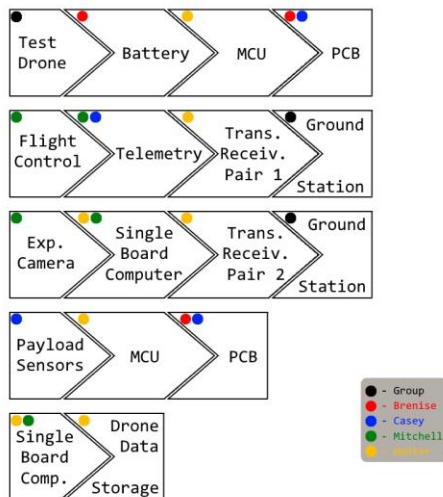 Test
Drone
Battery
MCU
PCB
Flight
Control
Telemetry
Trans.
Receiv.
Pair 1
Ground
Station
Exp.
Camera
Single
Board
Computer
Trans.
Receiv.
Pair 2
Ground
Station
Payload
Sensors
MCU
PCB
Single
Board
Comp.
Drone
Data
Storage
- Group
- Brenise
- Casey
- Mitchell